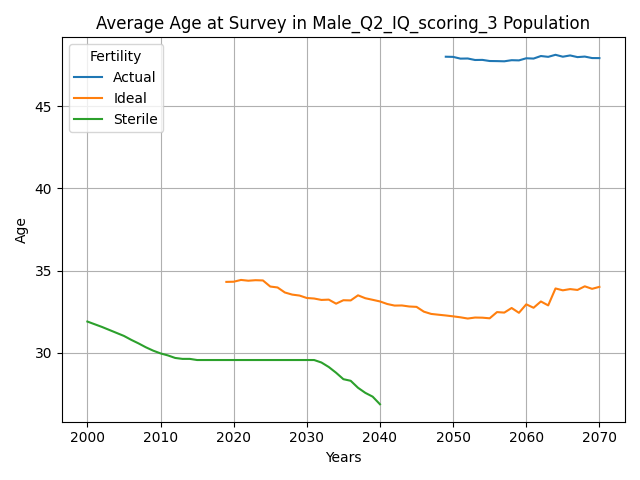 Average Age at Survey in Male_Q2_IQ_scoring_3 Population
Fertility
Actual
Ideal
Sterile
Age
45
40
35
30
2000 2010 2020 2030 2040 2050 2060 2070
Years